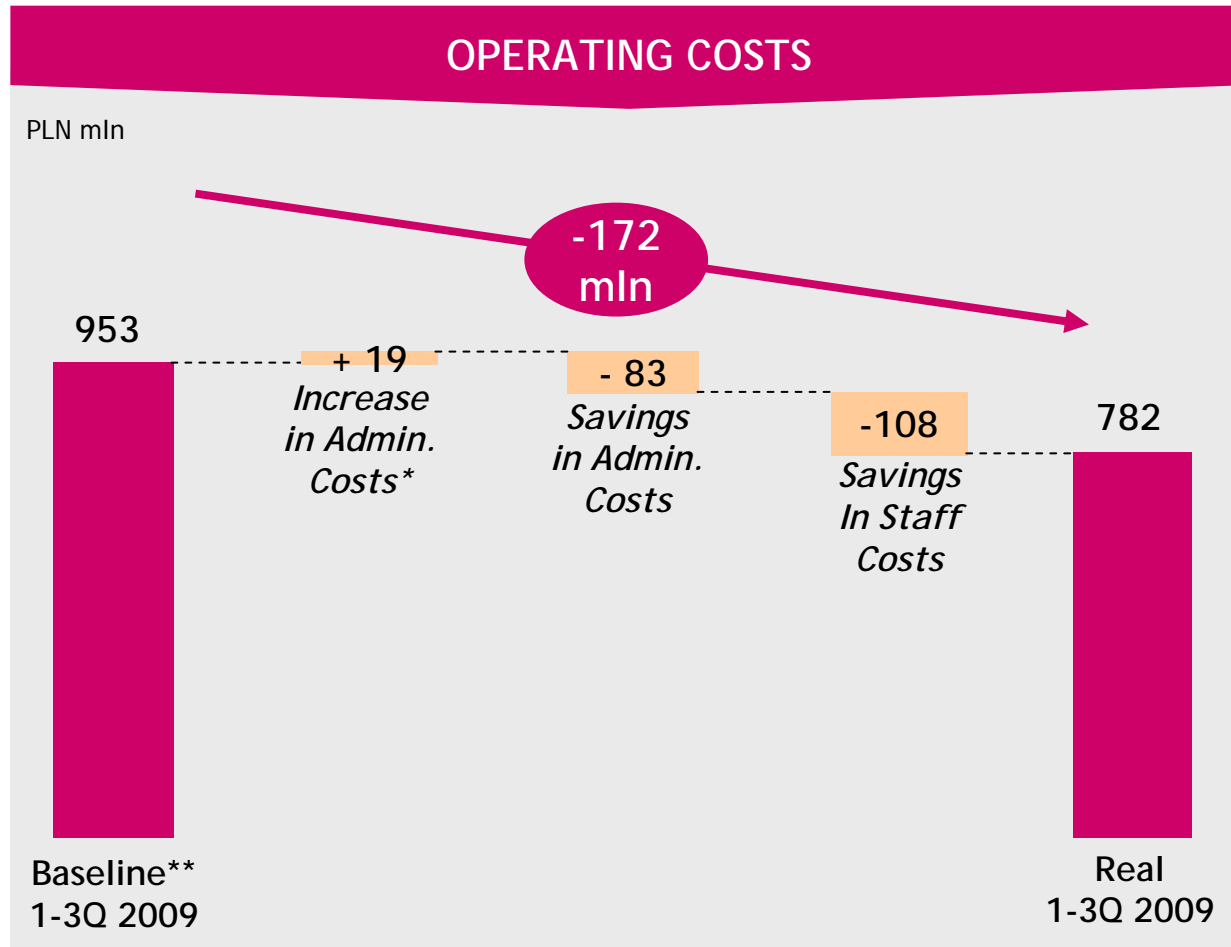 OPERATING COSTS
PLN mln
-172
mln
953
+ 19
Increase
in Admin.
Costs*
- 83
Savings
in Admin.
Costs
-108
Savings
In Staff
Costs
782
Baseline**
1-3Q 2009
Real
1-3Q 2009